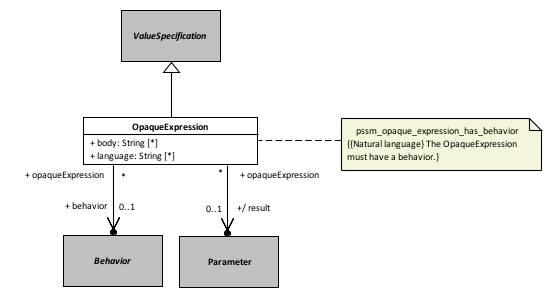 ValueSpecification
OpaqueExpression
+ body: String [*]
+ language: String [*]
pssm_opaque_expression_has_behavior
{{Natural language} The OpaqueExpression
must have a behavior.}
+ opaqueExpression
*
*
+ opaqueExpression
+ behavior
0..1
0..1
+/ result
Behavior
Parameter